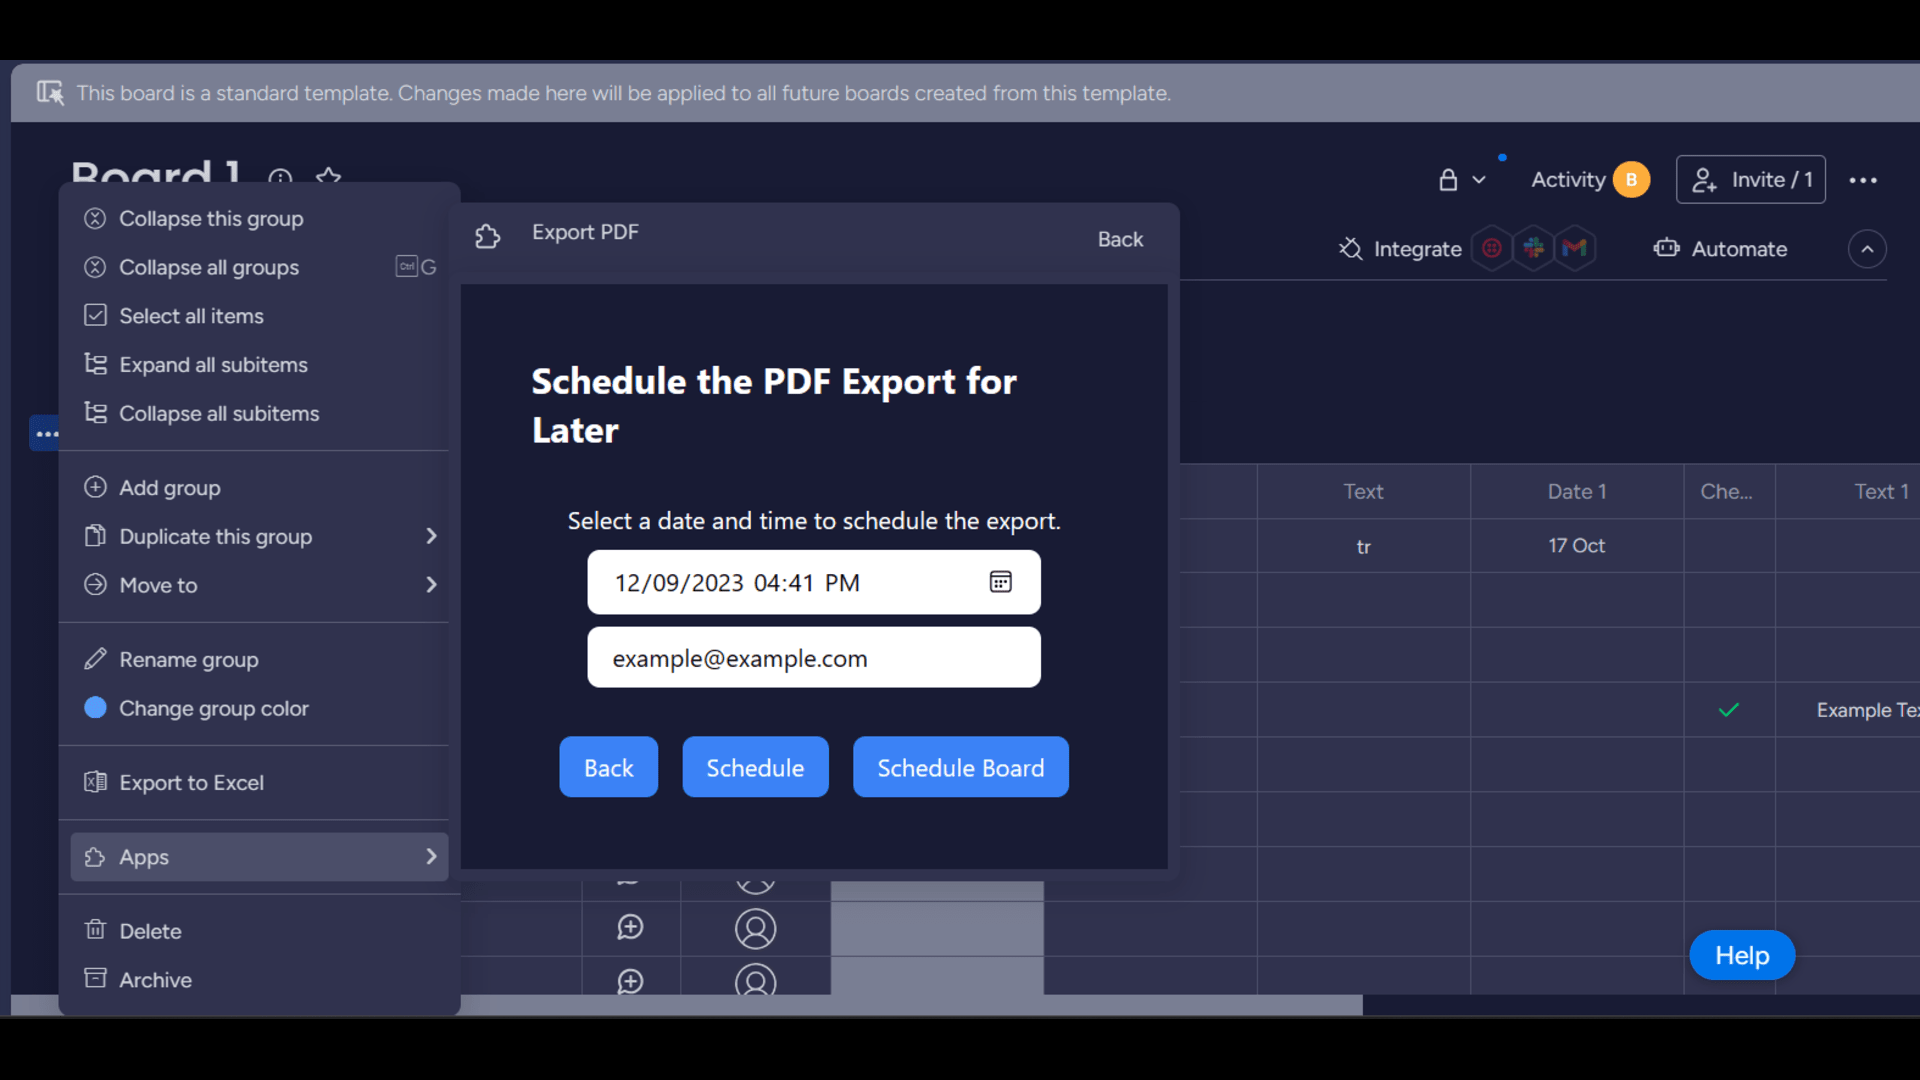 This board is a standard template. Changes made here will be applied to all future boards created from this template.
Board 1
Activity
B
Invite / 1
Integrate
Automate
Collapse this group
Collapse all groups
Ctrl G
Select all items
Expand all subitems
Collapse all subitems
Add group
Duplicate this group
Move to
Rename group
Change group color
Export to Excel
Apps
Delete
Archive
Export PDF
Back
Schedule the PDF Export for
Later
Select a date and time to schedule the export.
12/09/2023 04:41 PM
example@example.com
Back
Schedule
Schedule Board
Text
Date 1
Che...
Text 1
tr
17 Oct
Example Tex
Help